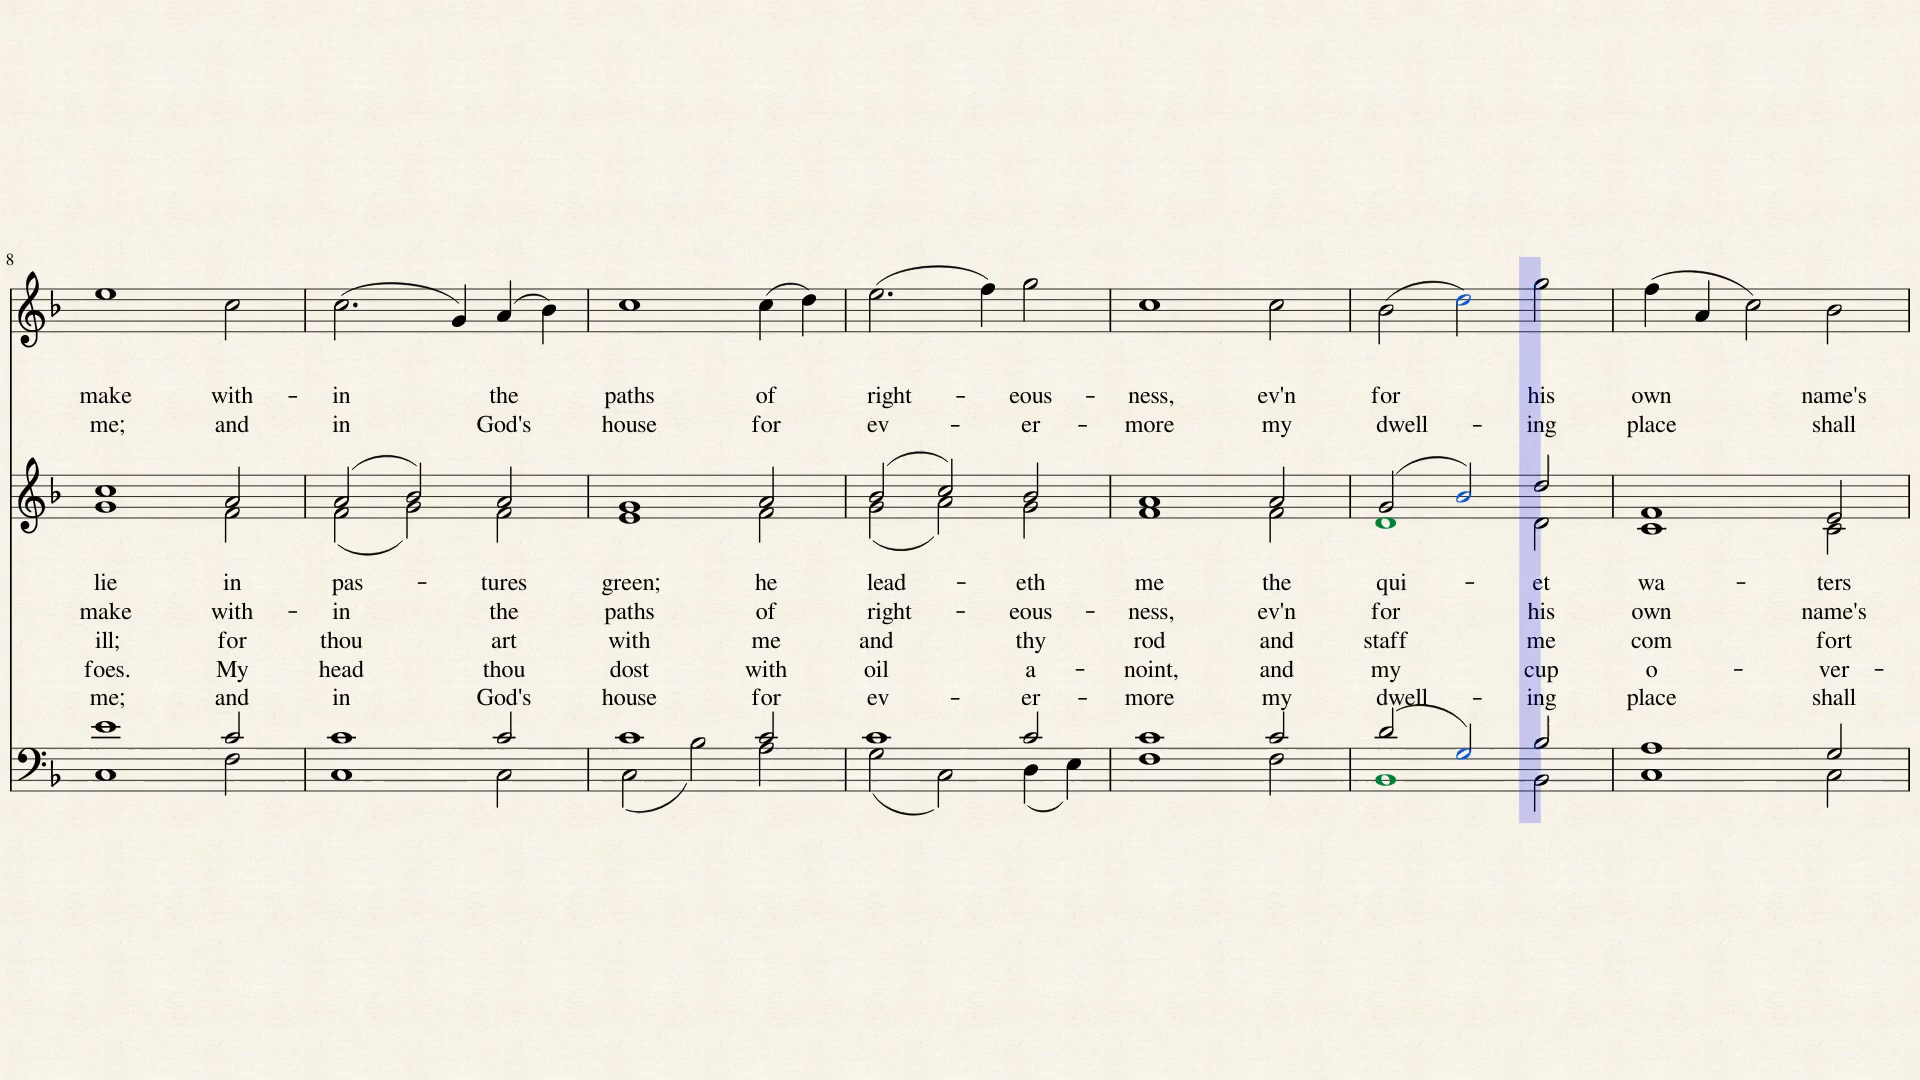 8
make with - in the paths of right - eous - ness, ev'n for his own name's
me; and in God's house for ev - er - more my dwell - ing place shall
lie in pas - tures green; he lead - eth me the qui - et wa - ters
make with - in the paths of right - eous - ness, ev'n for his own name's
ill; for thou art with me and thy rod and staff me com fort
foes. My head thou dost with oil a - noint, and my cup o - ver -
me; and in God's house for ev - er - more my dwell - ing place shall